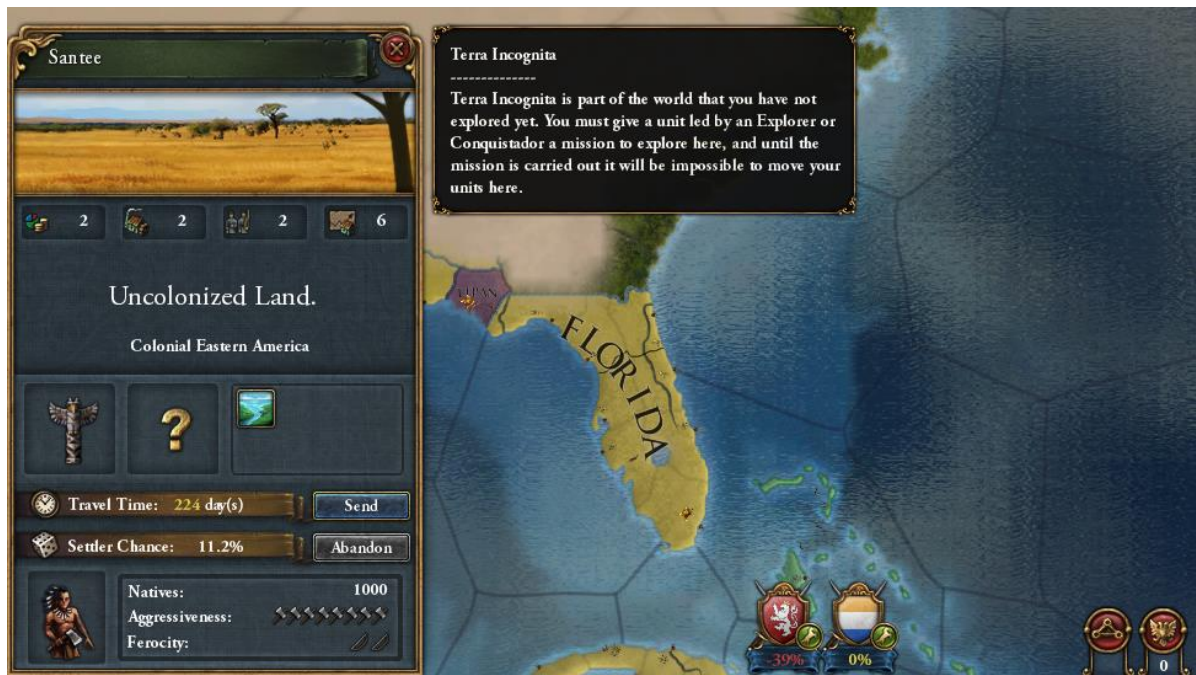 Santee
2 2 2 6
Uncolonized Land.
Colonial Eastern America
Travel Time: 224 day(s) Send
Settler Chance: 11.2% Abandon
Natives: 1000
Aggressiveness:
Ferocity:
Terra Incognita
--------------
Terra Incognita is part of the world that you have not
explored yet. You must give a unit led by an Explorer or
Conquistador a mission to explore here, and until the
mission is carried out it will be impossible to move your
units here.
FLORIDA
-39% 0%
0